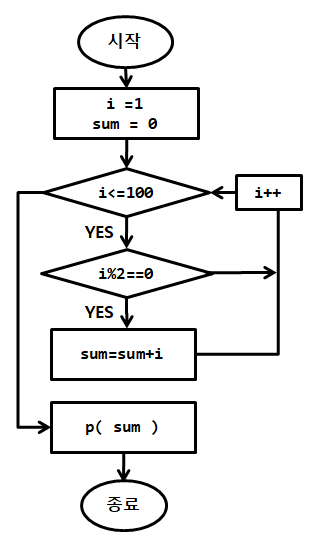 시작
i =1
sum = 0
i<=100
i++
YES
i%2==0
YES
sum=sum+i
p( sum )
종료